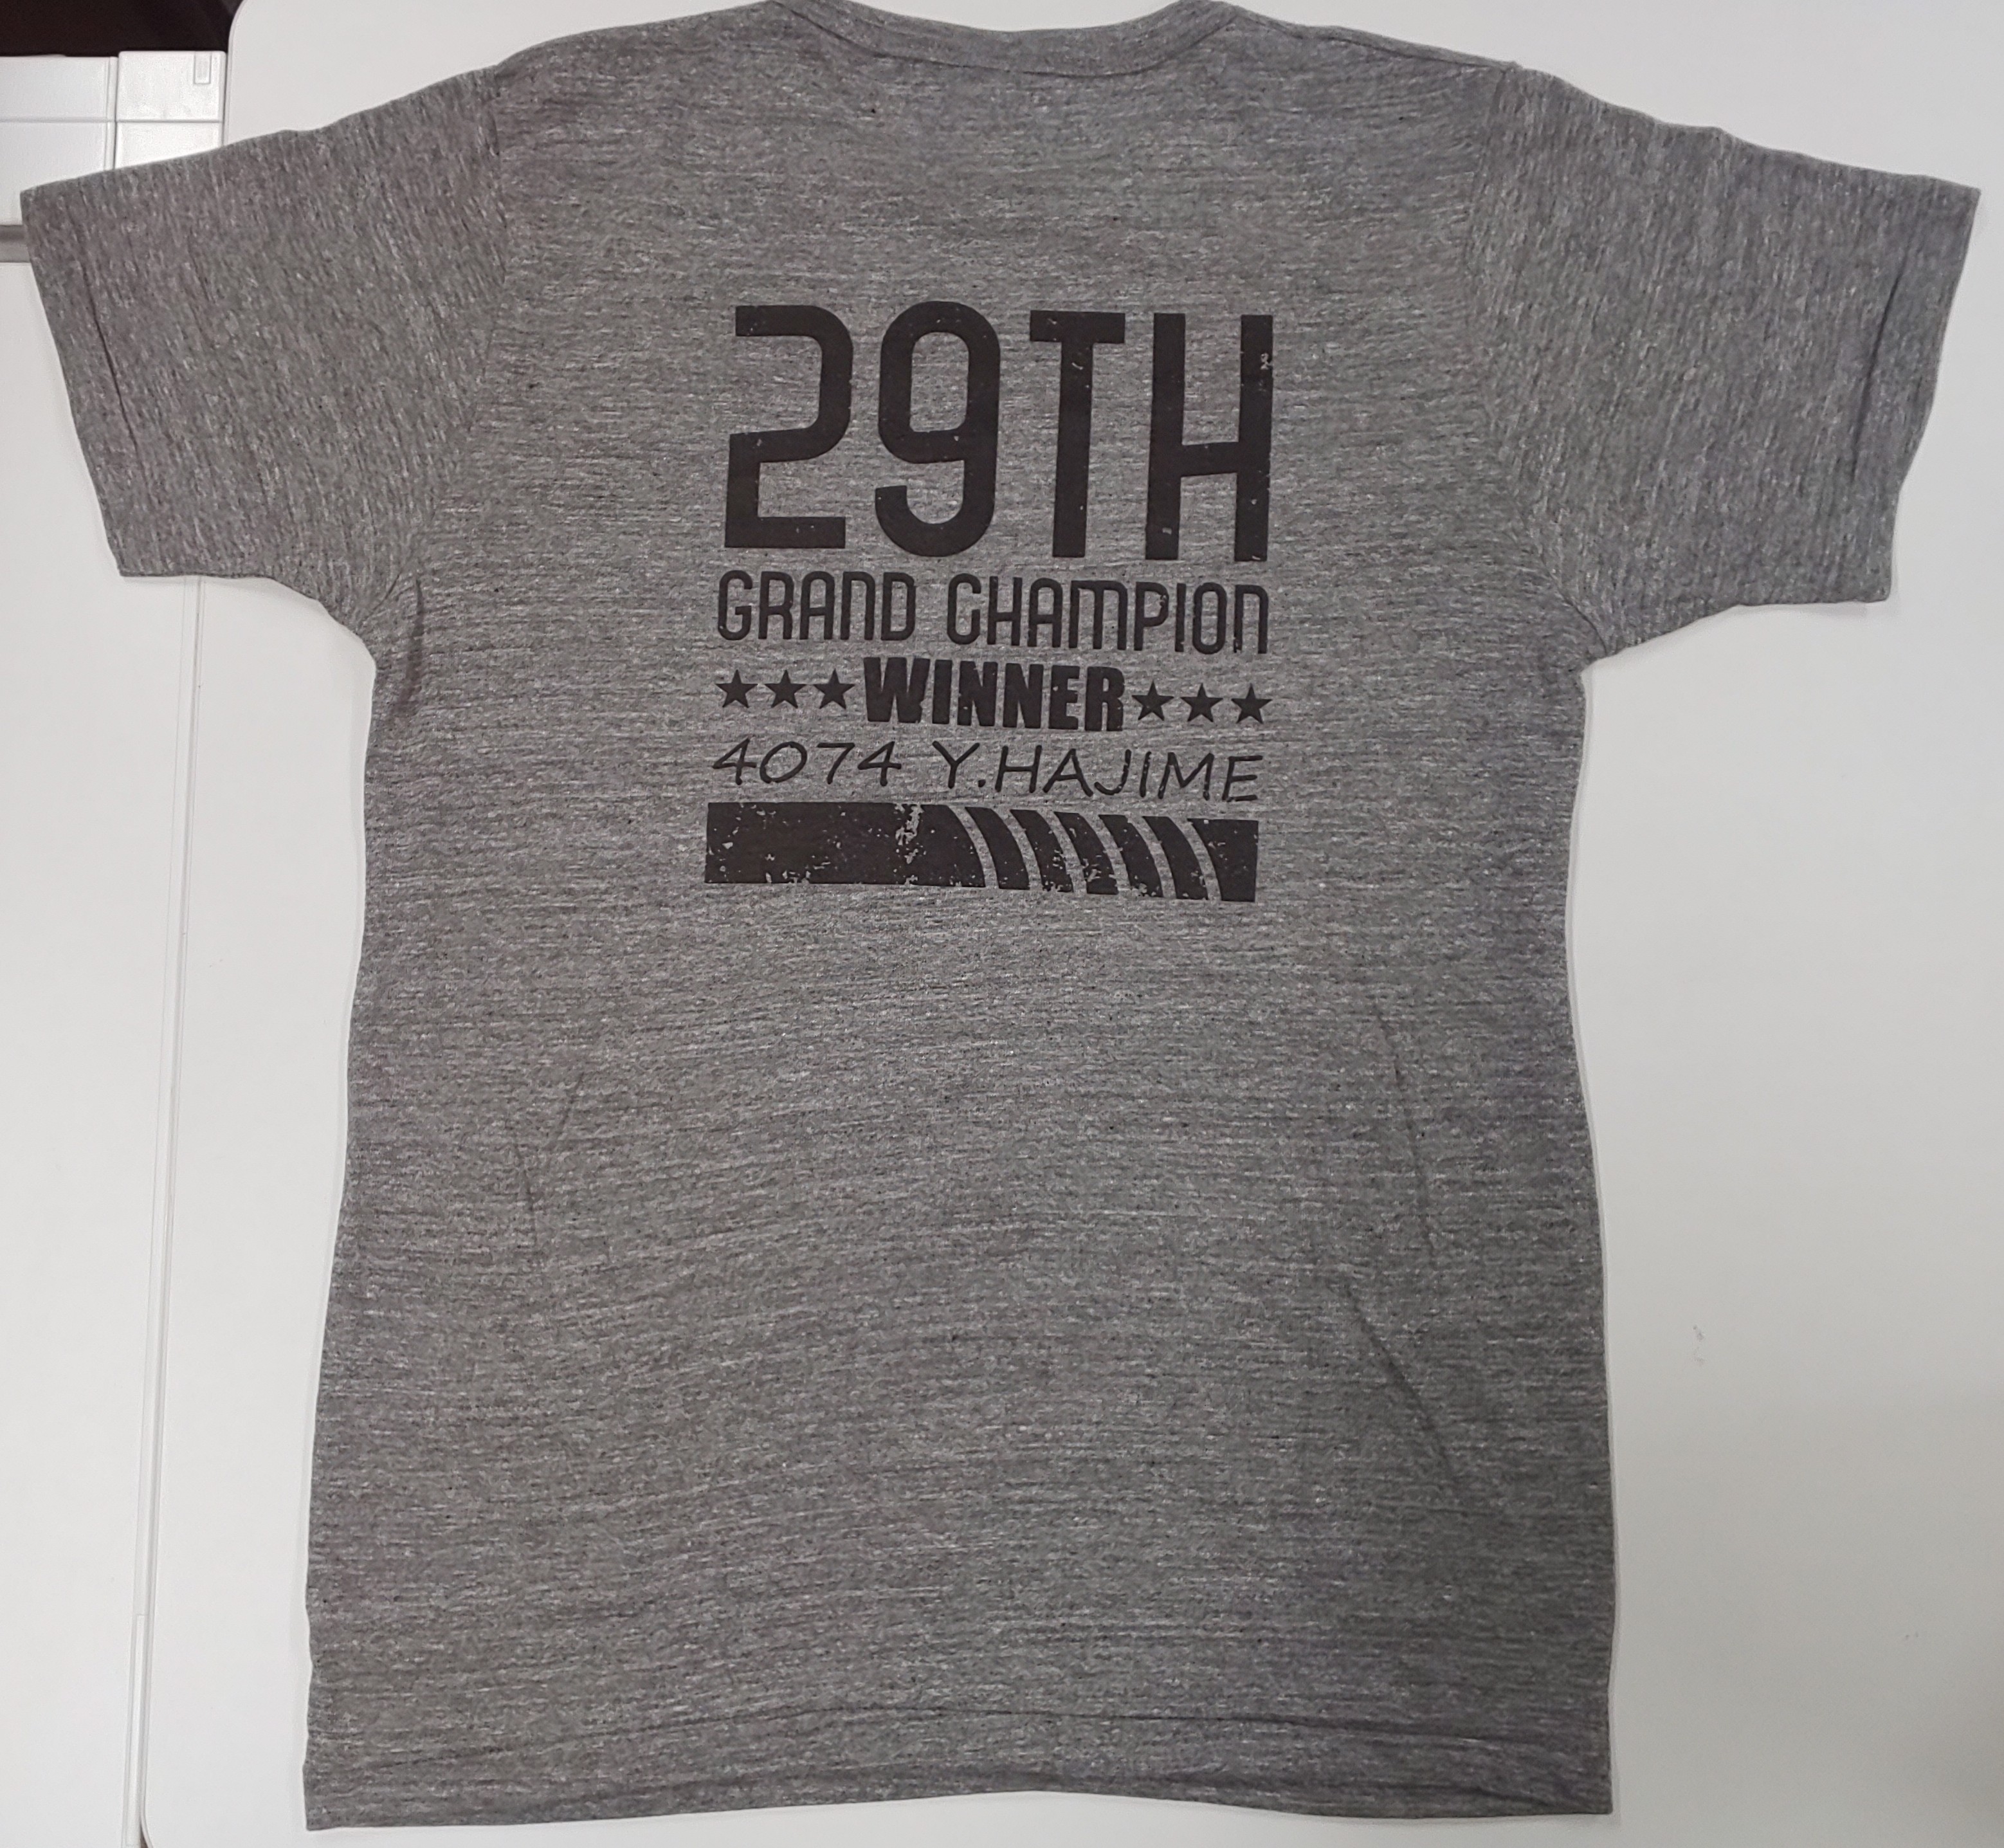 29TH
GRAND CHAMPION
★★★WINNER★★★
4074 Y.HAJIME